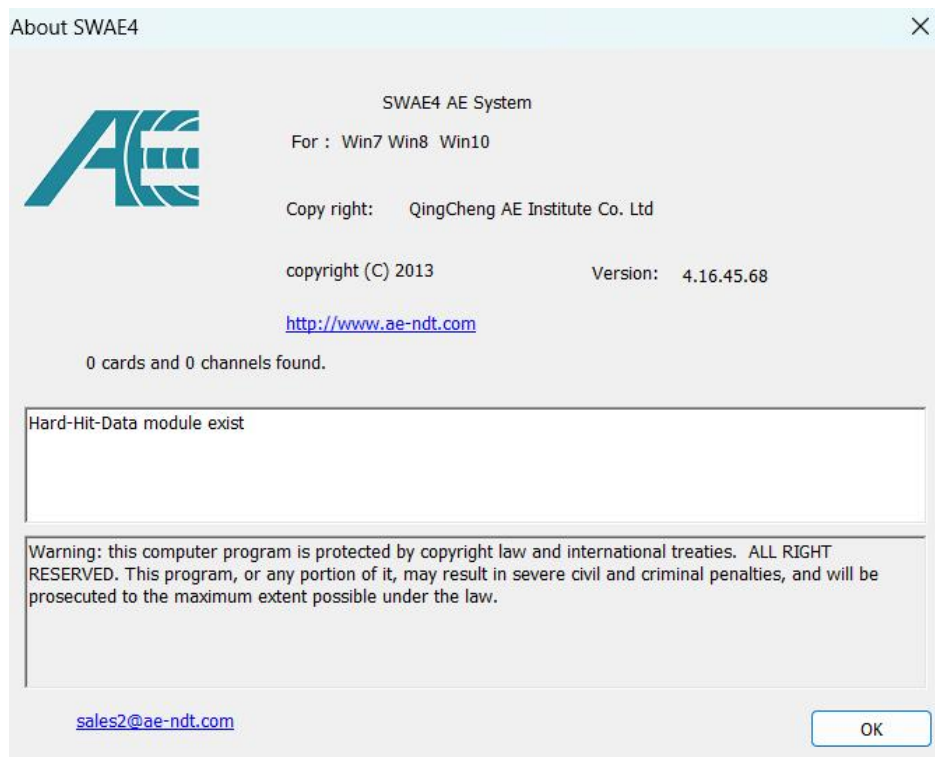 About SWAE4
AE
SWAE4 AE System
For : Win7 Win8 Win10
Copy right: QingCheng AE Institute Co. Ltd
copyright (C) 2013 Version: 4.16.45.68
http://www.ae-ndt.com
0 cards and 0 channels found.
Hard-Hit-Data module exist
Warning: this computer program is protected by copyright law and international treaties. ALL RIGHT
RESERVED. This program, or any portion of it, may result in severe civil and criminal penalties, and will be
prosecuted to the maximum extent possible under the law.
sales2@ae-ndt.com
OK